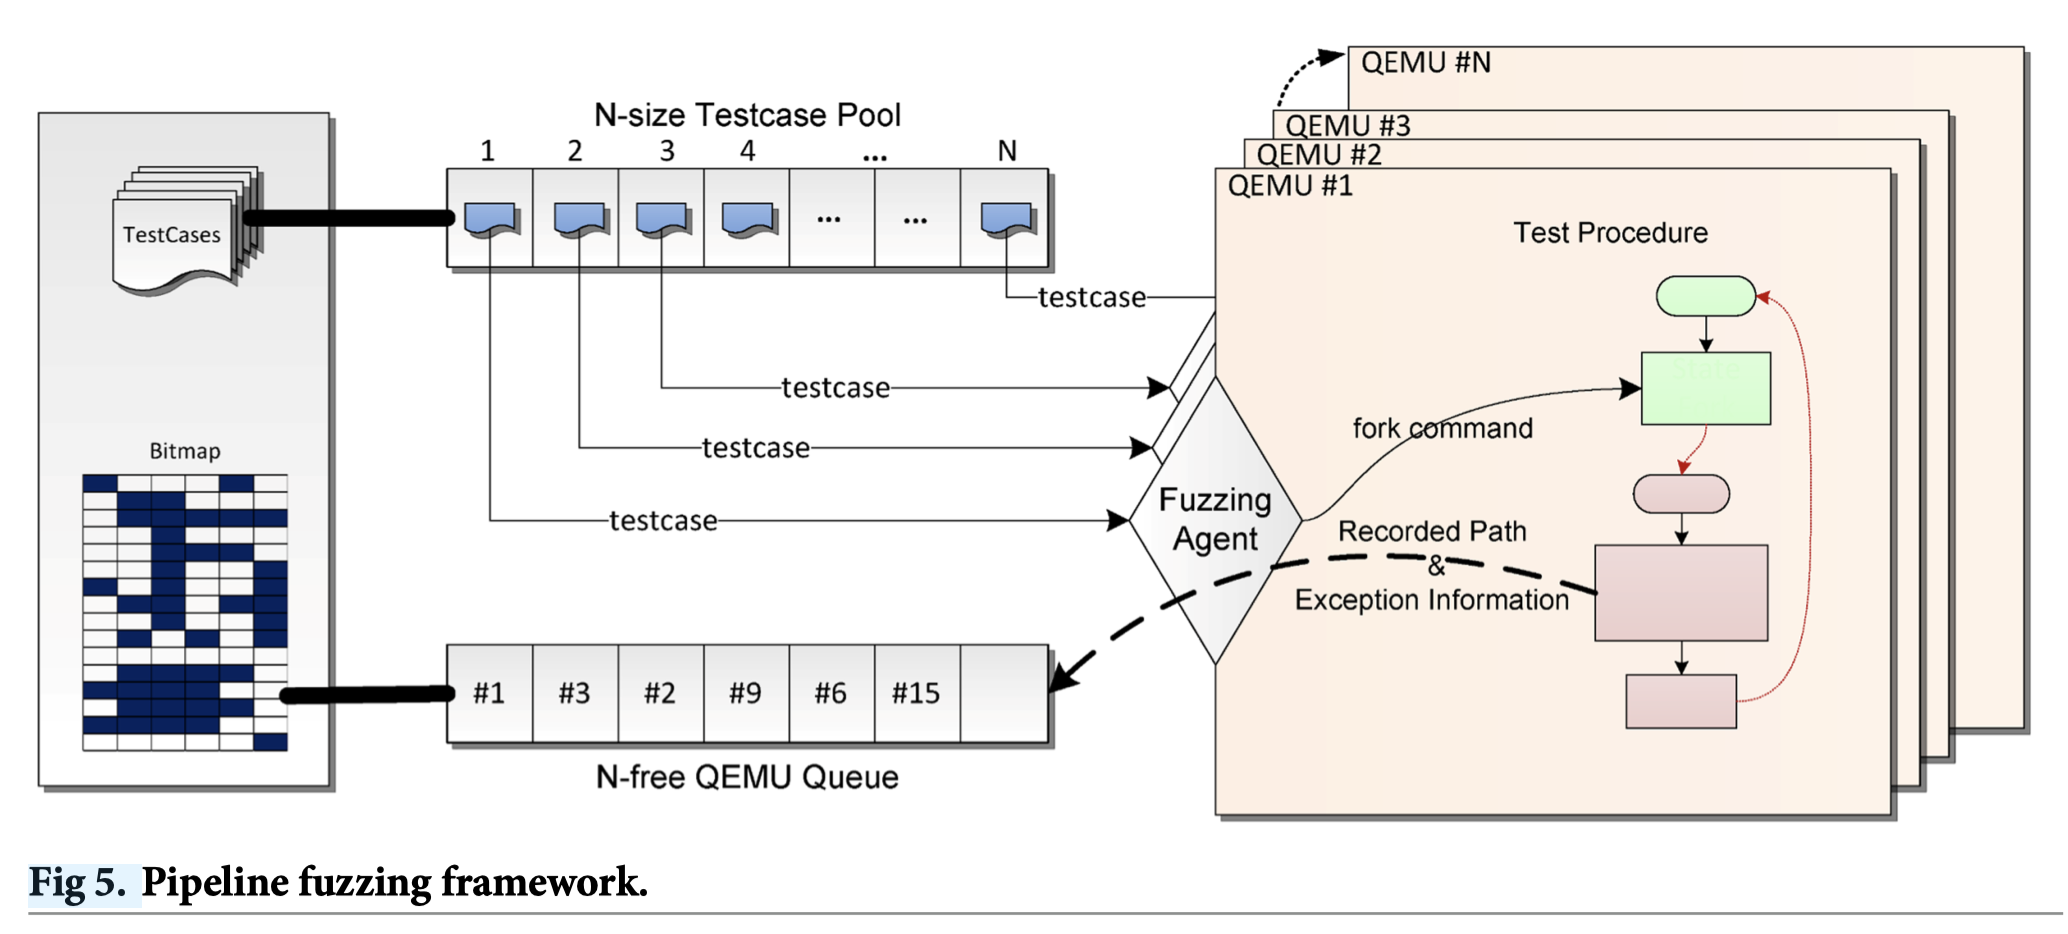 QEMU #N
N-size Testcase Pool
QEMU #3
1 2 3 4 ... N
QEMU #2
QEMU #1
TestCases
... ...
Test Procedure
testcase
testcase
fork command
testcase
Bitmap
Fuzzing
Agent
testcase
Recorded Path
&
Exception Information
#1 #3 #2 #9 #6 #15
N-free QEMU Queue
Fig 5. Pipeline fuzzing framework.